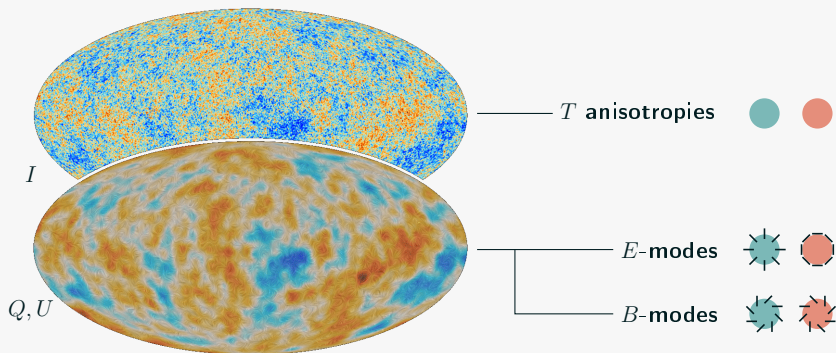 T anisotropies
I
E-modes
Q, U
B-modes